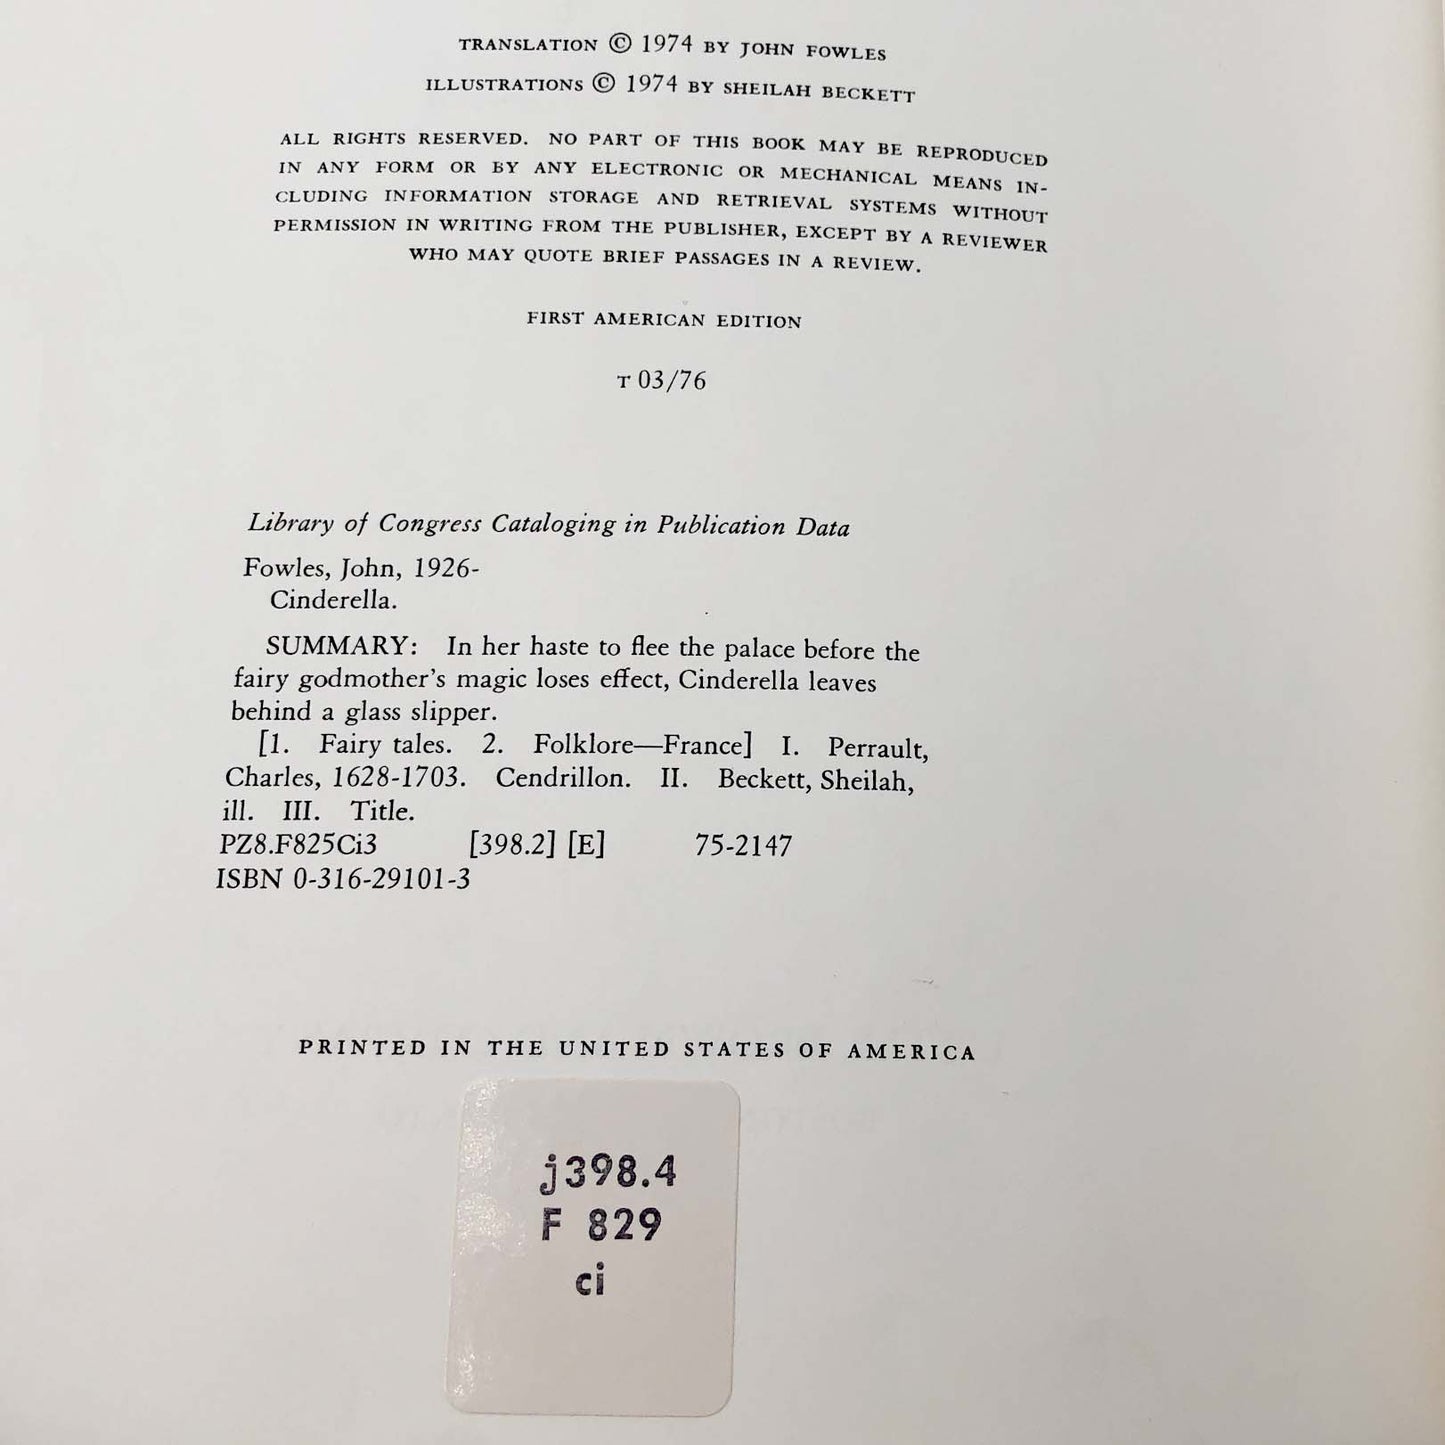 TRANSLATION © 1974 BY JOHN FOWLES
ILLUSTRATIONS © 1974 BY SHEILAH BECKETT
ALL RIGHTS RESERVED. NO PART OF THIS BOOK MAY BE REPRODUCED
IN ANY FORM OR BY ANY ELECTRONIC OR MECHANICAL MEANS IN-
CLUDING INFORMATION STORAGE AND RETRIEVAL SYSTEMS WITHOUT
PERMISSION IN WRITING FROM THE PUBLISHER, EXCEPT BY A REVIEWER
WHO MAY QUOTE BRIEF PASSAGES IN A REVIEW.
FIRST AMERICAN EDITION
T 03/76
Library of Congress Cataloging in Publication Data
Fowles, John, 1926-
Cinderella.
SUMMARY: In her haste to flee the palace before the
fairy godmother's magic loses effect, Cinderella leaves
behind a glass slipper.
[1. Fairy tales. 2. Folklore—France] I. Perrault,
Charles, 1628-1703. Cendrillon. II. Beckett, Sheilah,
ill. III. Title.
PZ8.F825Ci3 [398.2] [E] 75-2147
ISBN 0-316-29101-3
PRINTED IN THE UNITED STATES OF AMERICA
j398.4
F 829
ci